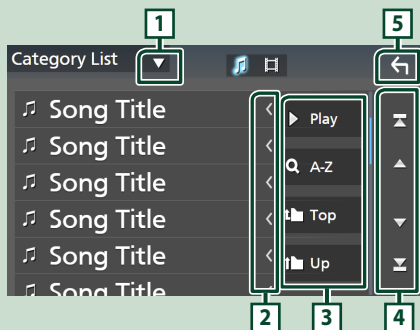 1
5
Category List
Song Title
Song Title
Song Title
Song Title
Song Title
Song Title
Play
A-Z
Top
Up
2
3
4